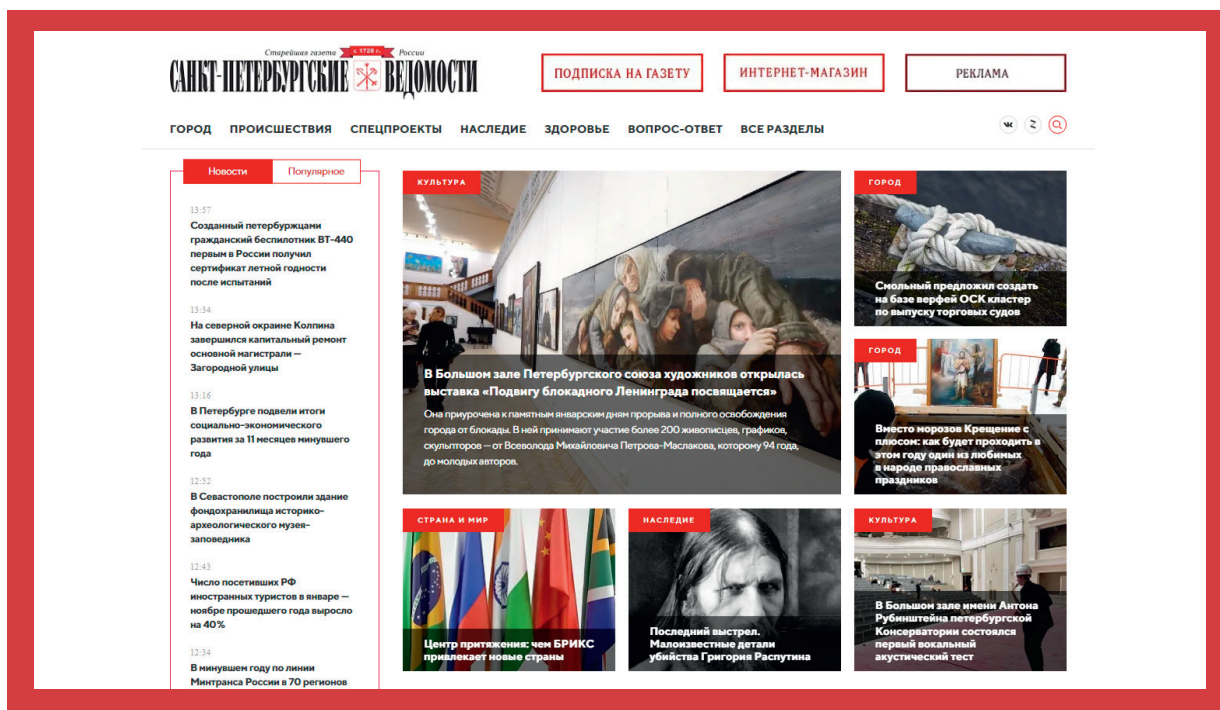 Старейшая газета с 1728 г. России
САНКТ-ПЕТЕРБУРГСКИЕ ВЕДОМОСТИ
ПОДПИСКА НА ГАЗЕТУ
ИНТЕРНЕТ-МАГАЗИН
РЕКЛАМА
ГОРОД ПРОИСШЕСТВИЯ СПЕЦПРОЕКТЫ НАСЛЕДИЕ ЗДОРОВЬЕ ВОПРОС-ОТВЕТ ВСЕ РАЗДЕЛЫ
Новости Популярное
13:57
Созданный петербуржцами
гражданский беспилотник ВТ-440
первым в России получил
сертификат летной годности
после испытаний
13:34
На северной окраине Колпина
завершился капитальный ремонт
основной магистрали —
Загородной улицы
13:16
В Петербурге подвели итоги
социально-экономического
развития за 11 месяцев минувшего
года
12:52
В Севастополе построили здание
фондохранилища историко-
археологического музея-
заповедника
12:43
Число посетивших РФ
иностранных туристов в январе —
ноябре прошедшего года выросло
на 40%
12:34
В минувшем году по линии
Минтранса России в 70 регионов
КУЛЬТУРА
В Большом зале Петербургского союза художников открылась
выставка «Подвигу блокадного Ленинграда посвящается»
Она приурочена к памятным январским дням прорыва и полного освобождения
города от блокады. В ней принимают участие более 200 живописцев, графиков,
скульпторов — от Всеволода Михайловича Петрова-Маслакова, которому 94 года,
до молодых авторов.
ГОРОД
Смольный предложил создать
на базе верфей ОСК кластер
по выпуску торговых судов
ГОРОД
Вместо морозов Крещение с
плюсом: как будет проходить в
этом году один из любимых
в народе православных
праздников
СТРАНА И МИР
Центр притяжения: чем БРИКС
привлекает новые страны
НАСЛЕДИЕ
Последний выстрел.
Малоизвестные детали
убийства Григория Распутина
КУЛЬТУРА
В Большом зале имени Антона
Рубинштейна петербургской
Консерватории состоялся
первый вокальный
акустический тест